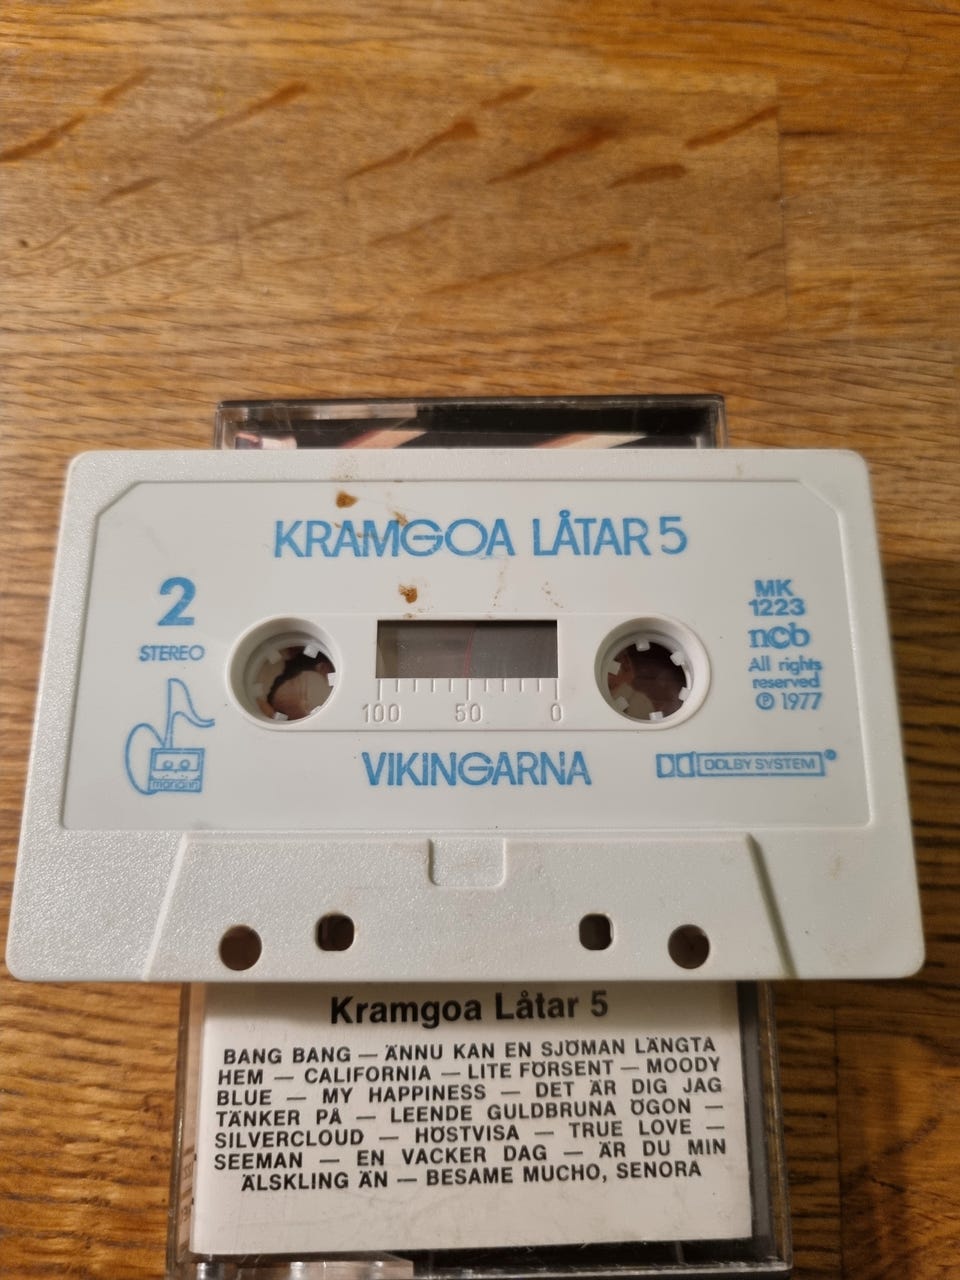 KRAMGOA LÅTAR 5
2
STEREO
MK
1223
ncb
All rights
reserved
℗ 1977
100 50 0
mariann
VIKINGARNA
DOLBY SYSTEM
Kramgoa Låtar 5
BANG BANG — ÄNNU KAN EN SJÖMAN LÄNGTA
HEM — CALIFORNIA — LITE FÖRSENT — MOODY
BLUE — MY HAPPINESS — DET ÄR DIG JAG
TÄNKER PÅ — LEENDE GULDBRUNA ÖGON —
SILVERCLOUD — HÖSTVISA — TRUE LOVE —
SEEMAN — EN VACKER DAG — ÄR DU MIN
ÄLSKLING ÄN — BESAME MUCHO, SENORA